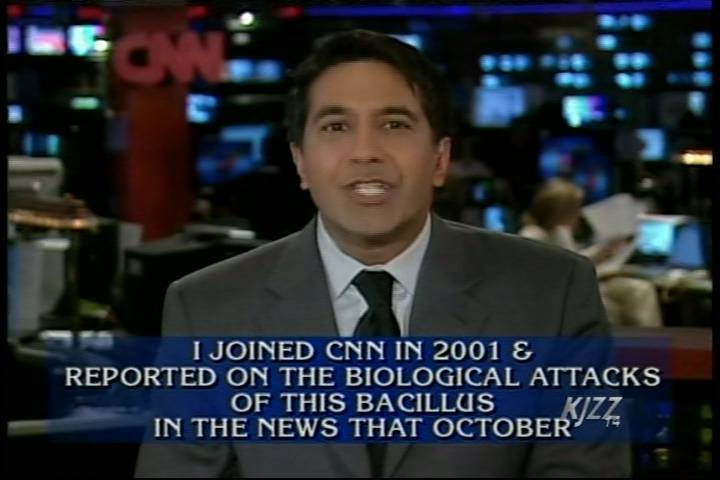 CNN
I JOINED CNN IN 2001 &
REPORTED ON THE BIOLOGICAL ATTACKS
OF THIS BACILLUS
IN THE NEWS THAT OCTOBER
KJZZ
14